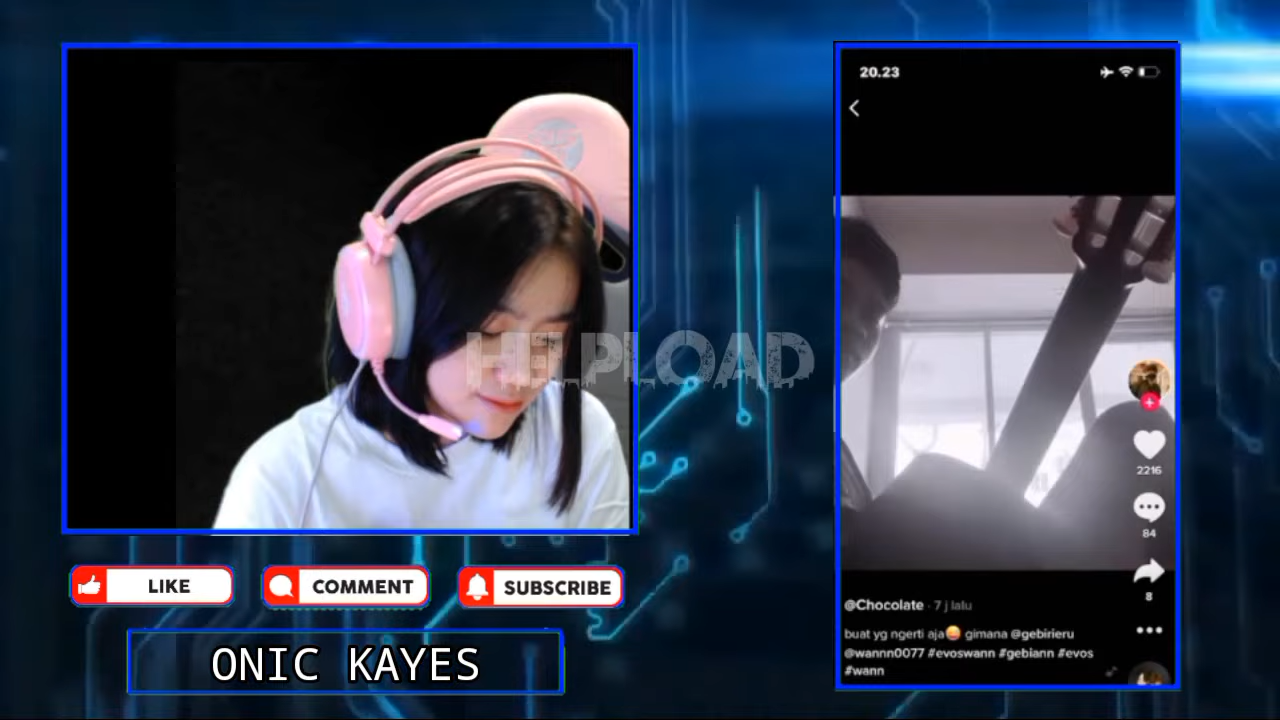 20.23
HELPLOAD
2216
84
8
@Chocolate · 7 j lalu
buat yg ngerti aja😛 gimana @gebirieru
@wannn0077 #evoswann #gebiann #evos
#wann
LIKE
COMMENT
SUBSCRIBE
ONIC KAYES